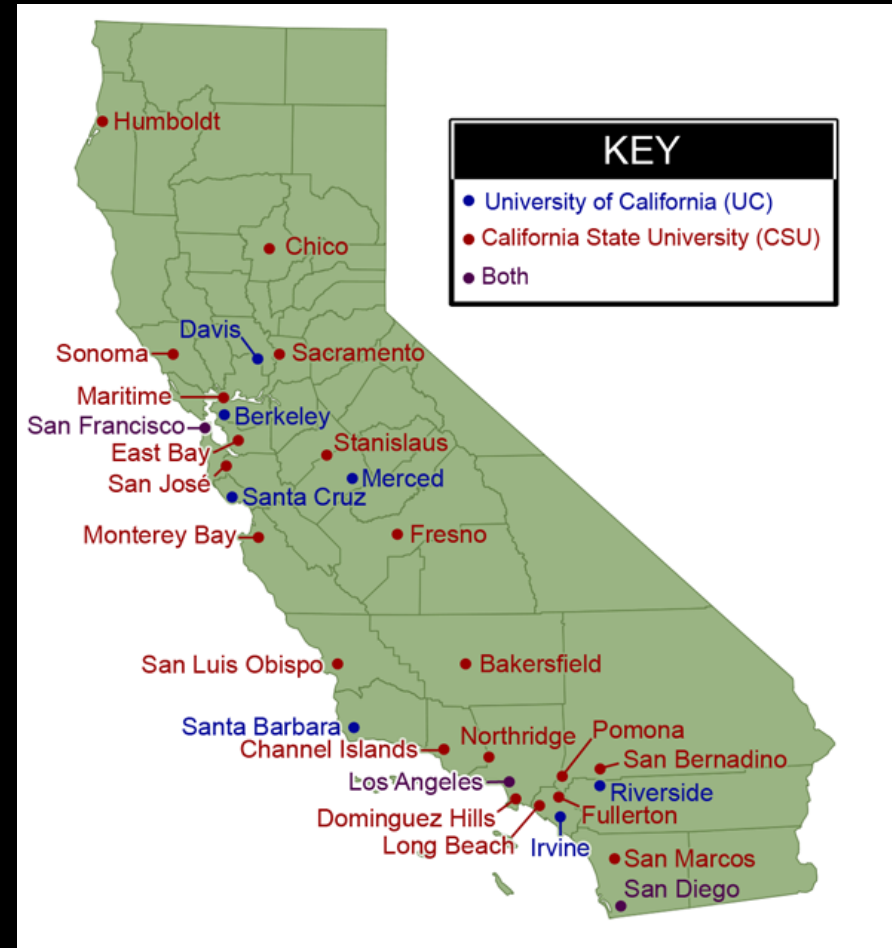 KEY
University of California (UC)
California State University (CSU)
Both
Humboldt
Chico
Davis
Sonoma
Sacramento
Maritime
Berkeley
San Francisco
East Bay
Stanislaus
San José
Merced
Santa Cruz
Monterey Bay
Fresno
San Luis Obispo
Bakersfield
Santa Barbara
Channel Islands
Northridge
Pomona
San Bernadino
Los Angeles
Riverside
Dominguez Hills
Fullerton
Long Beach
Irvine
San Marcos
San Diego